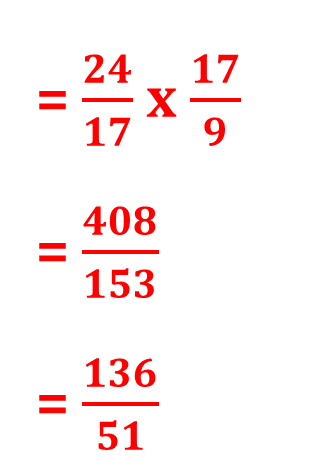 = 24/17 x 17/9
= 408/153
= 136/51